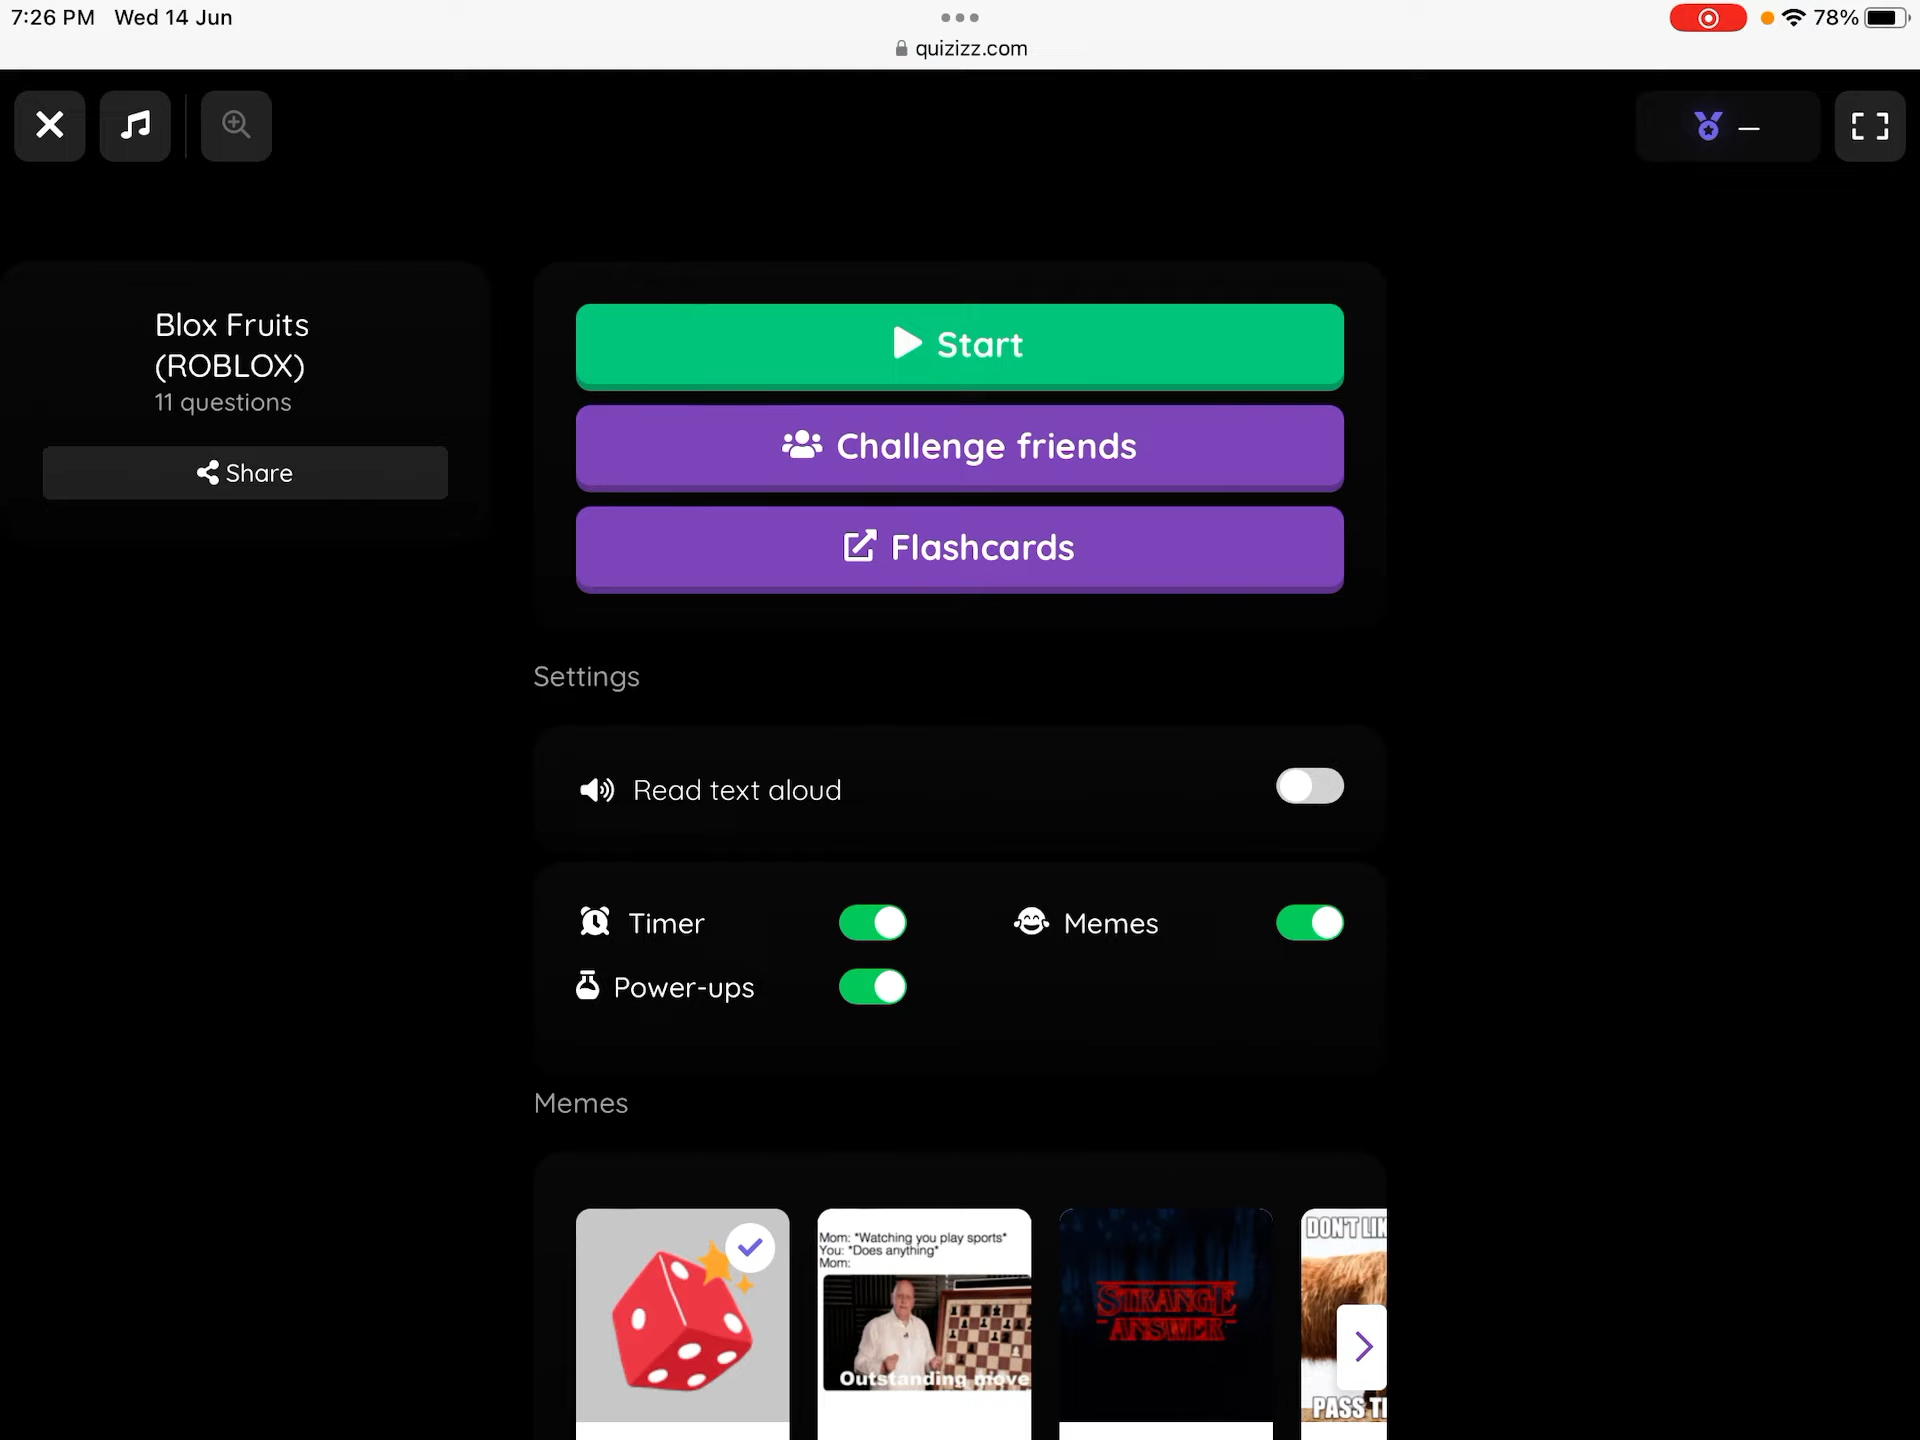 7:26 PM Wed 14 Jun
78%
quizizz.com
Blox Fruits
(ROBLOX)
11 questions
Share
Start
Challenge friends
Flashcards
Settings
Read text aloud
Timer
Memes
Power-ups
Memes
Mom: *Watching you play sports*
You: *Does anything*
Mom:
Outstanding move
STRANGE
ANSWER
DON'T
PASS